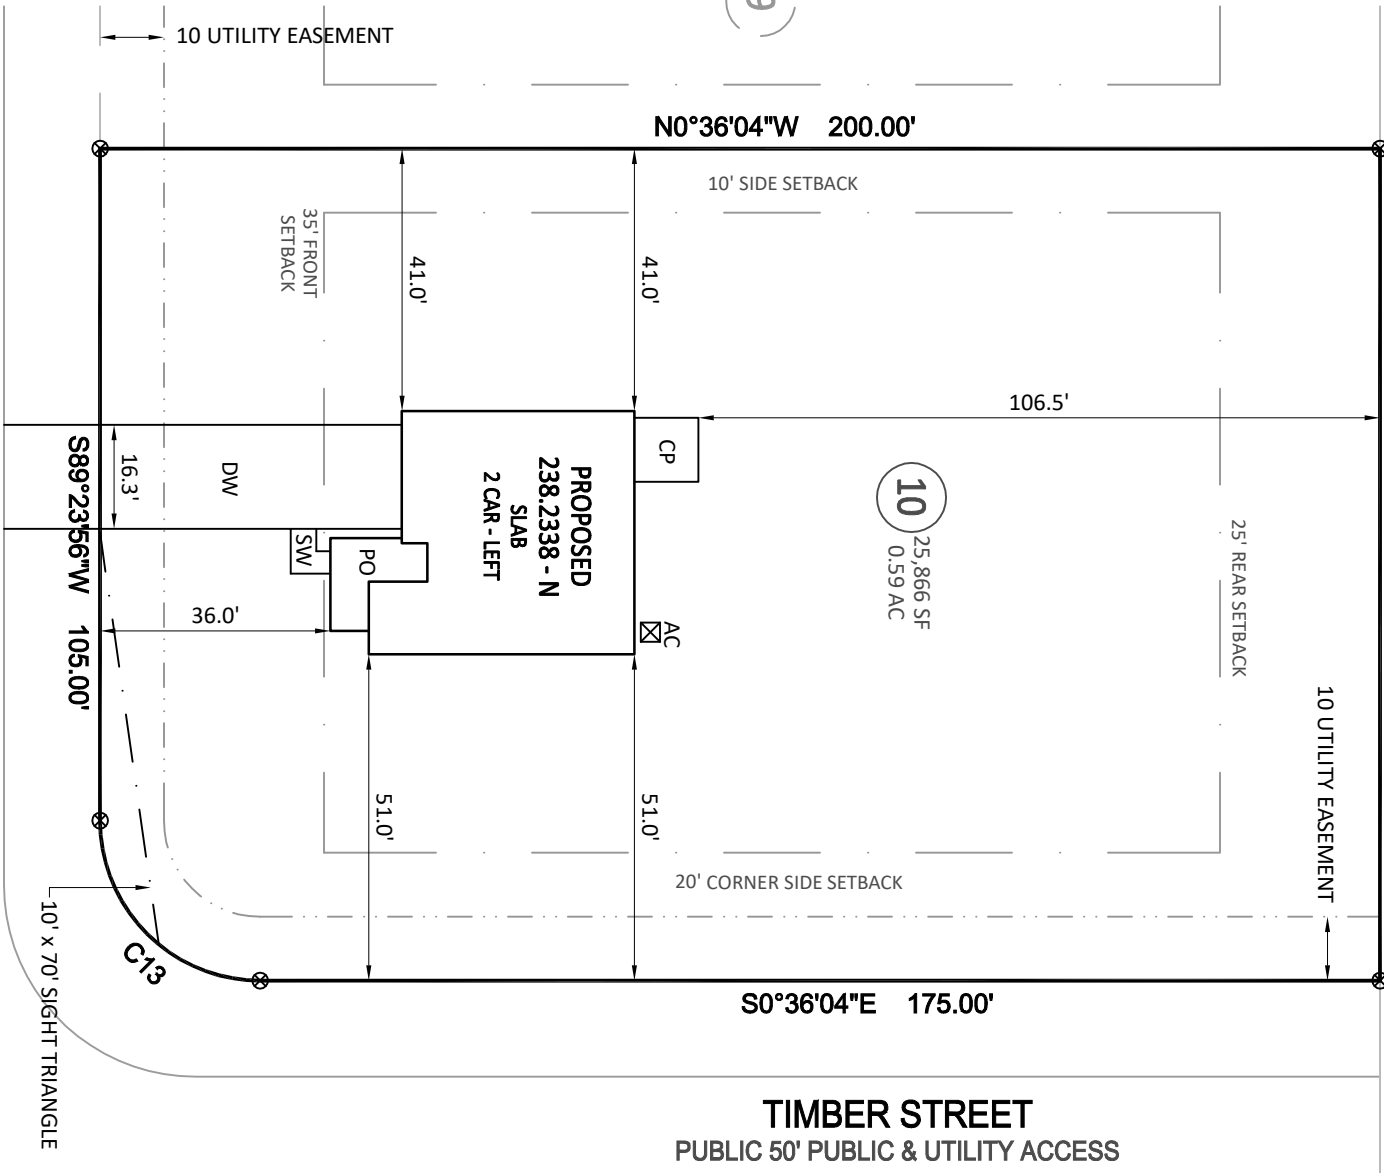 9
10 UTILITY EASEMENT
N0°36'04"W 200.00'
10' SIDE SETBACK
35' FRONT
SETBACK
41.0'
41.0'
106.5'
CP
16.3'
DW
PROPOSED
238.2338 - N
SLAB
2 CAR - LEFT
10
25,866 SF
0.59 AC
25' REAR SETBACK
S89°23'56"W 105.00'
SW
PO
36.0'
AC
10 UTILITY EASEMENT
51.0'
51.0'
20' CORNER SIDE SETBACK
C13
10' x 70' SIGHT TRIANGLE
S0°36'04"E 175.00'
TIMBER STREET
PUBLIC 50' PUBLIC & UTILITY ACCESS